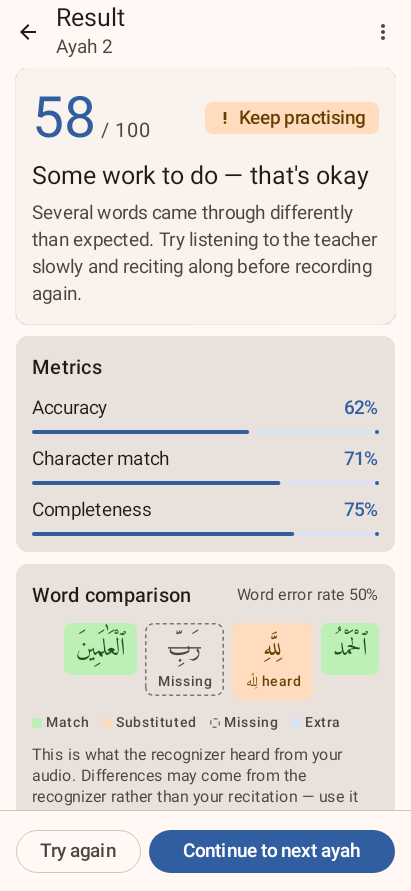 Result
Ayah 2
58 / 100
! Keep practising
Some work to do — that's okay
Several words came through differently
than expected. Try listening to the teacher
slowly and reciting along before recording
again.
Metrics
Accuracy 62%
Character match 71%
Completeness 75%
Word comparison Word error rate 50%
ٱلْحَمْدُ لِلَّهِ رَبِّ ٱلْعَٰلَمِينَ
لله heard Missing
Match Substituted Missing Extra
This is what the recognizer heard from your
audio. Differences may come from the
recognizer rather than your recitation — use it
Try again Continue to next ayah